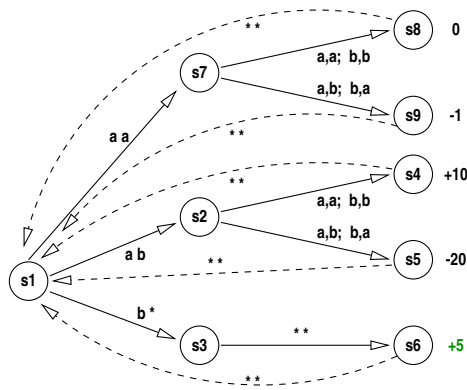 * *
s8 0
s7
a,a; b,b
a,b; b,a
s9 -1
a a
* *
s4 +10
* *
s2
a,a; b,b
a b
a,b; b,a
* *
s5 -20
s1
b *
* *
s3
s6 +5
* *